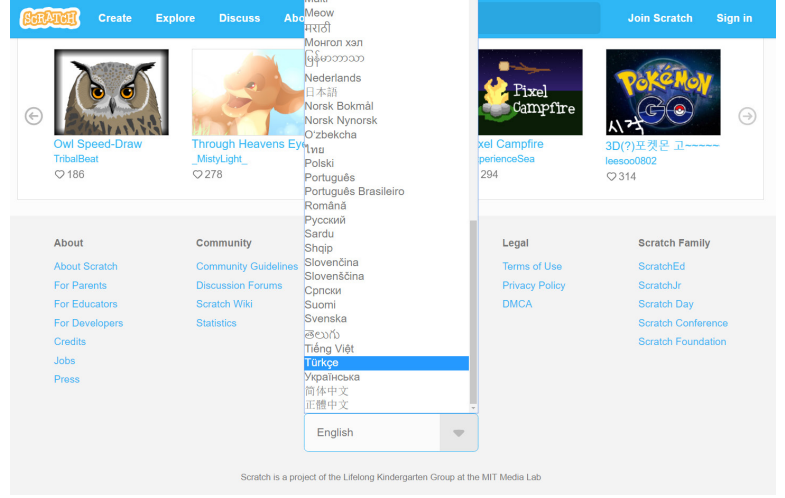 SCRATCH Create Explore Discuss Join Scratch Sign in
Meow
मराठी
Монгол хэл
မြန်မာဘာသာ
Nederlands
日本語
Norsk Bokmål
Norsk Nynorsk
O'zbekcha
ไทย
Polski
Português
Português Brasileiro
Română
Русский
Sardu
Shqip
Slovenčina
Slovenščina
Српски
Suomi
Svenska
తెలుగు
Tiếng Việt
Türkçe
Українська
简体中文
正體中文
English
Owl Speed-Draw
TribalBeat
186
Through Heavens
_MistyLight_
278
Pixel
Campfire
Campfire
294
POKÉMON
GO
시각
3D(?)포켓몬 고~~~~~
leesoo0802
314
About
About Scratch
For Parents
For Educators
For Developers
Credits
Jobs
Press
Community
Community Guidelines
Discussion Forums
Scratch Wiki
Statistics
Legal
Terms of Use
Privacy Policy
DMCA
Scratch Family
ScratchEd
ScratchJr
Scratch Day
Scratch Conference
Scratch Foundation
Scratch is a project of the Lifelong Kindergarten Group at the MIT Media Lab